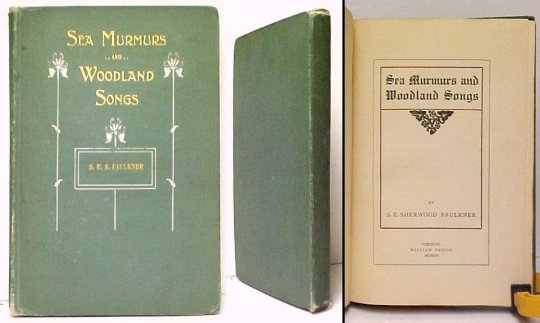 SEA MURMURS
.. AND ..
WOODLAND
SONGS
S. E. S. FAULKNER
Sea Murmurs and
Woodland Songs
BY
S. E. SHERWOOD FAULKNER
TORONTO
WILLIAM BRIGGS